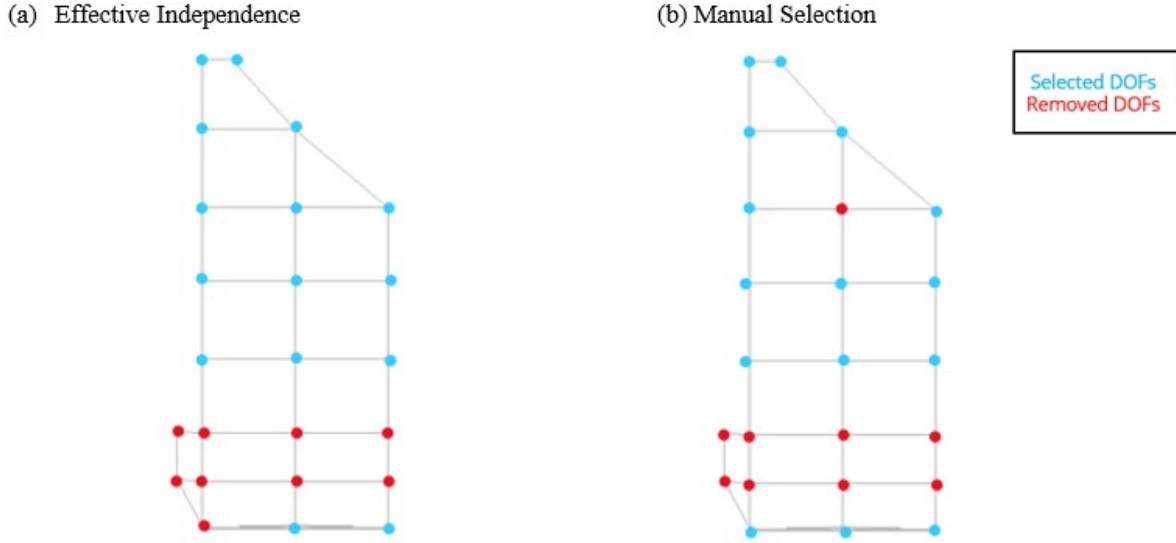 (a) Effective Independence
(b) Manual Selection
Selected DOFs
Removed DOFs